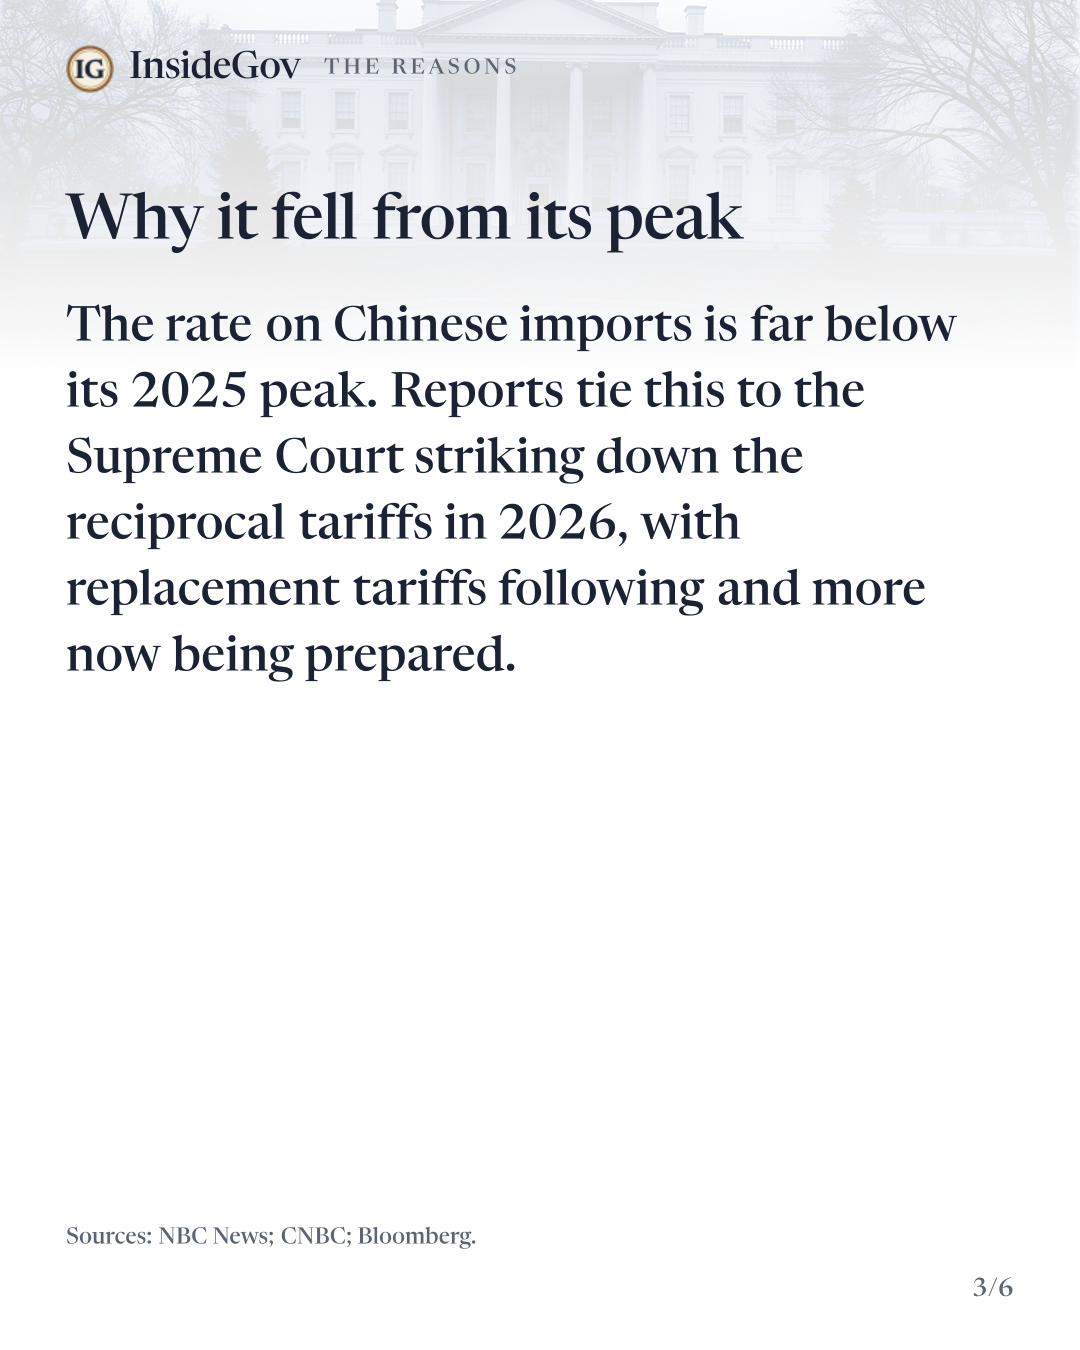 IG InsideGov THE REASONS
Why it fell from its peak
The rate on Chinese imports is far below
its 2025 peak. Reports tie this to the
Supreme Court striking down the
reciprocal tariffs in 2026, with
replacement tariffs following and more
now being prepared.
Sources: NBC News; CNBC; Bloomberg.
3/6